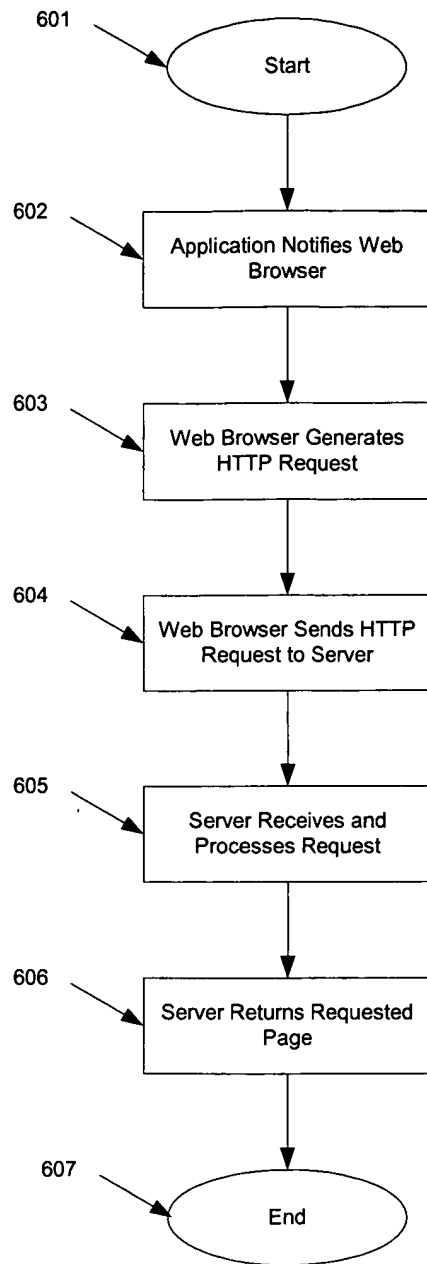 601
Start
602
Application Notifies Web
Browser
603
Web Browser Generates
HTTP Request
604
Web Browser Sends HTTP
Request to Server
605
Server Receives and
Processes Request
606
Server Returns Requested
Page
607
End